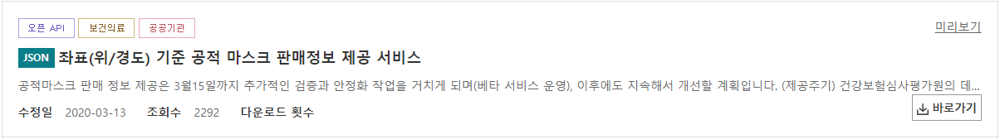 오픈 API 보건의료 공공기관 미리보기
JSON 좌표(위/경도) 기준 공적 마스크 판매정보 제공 서비스
공적마스크 판매 정보 제공은 3월15일까지 추가적인 검증과 안정화 작업을 거치게 되며(베타 서비스 운영), 이후에도 지속해서 개선할 계획입니다. (제공주기) 건강보험심사평가원의 데...
수정일 2020-03-13 조회수 2292 다운로드 횟수 바로가기